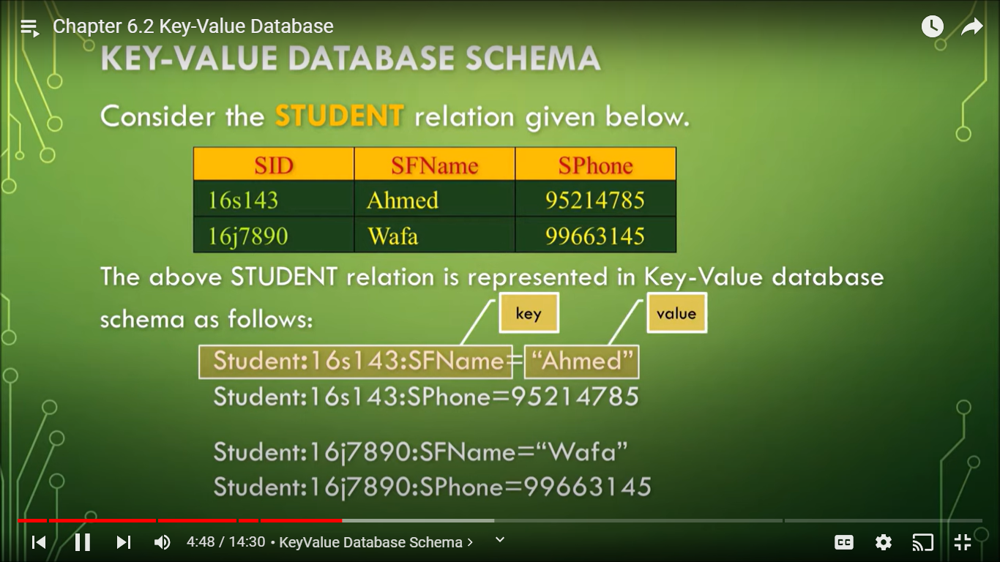 Chapter 6.2 Key-Value Database
KEY-VALUE DATABASE SCHEMA
Consider the STUDENT relation given below.
SID SFName SPhone
16s143 Ahmed 95214785
16j7890 Wafa 99663145
The above STUDENT relation is represented in Key-Value database
schema as follows:
key value
Student:16s143:SFName=“Ahmed”
Student:16s143:SPhone=95214785
Student:16j7890:SFName=“Wafa”
Student:16j7890:SPhone=99663145
4:48 / 14:30 • KeyValue Database Schema
CC